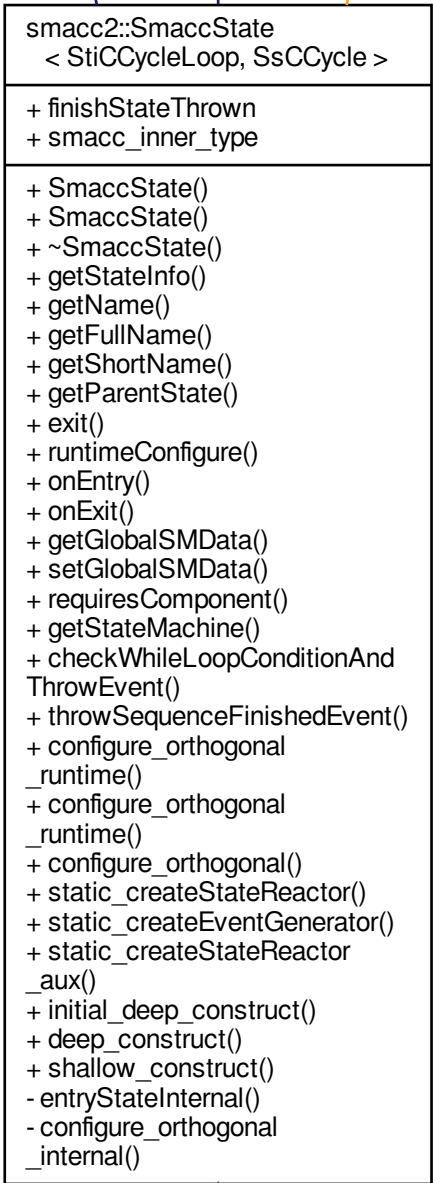 smacc2::SmaccState
< StiCCycleLoop, SsCCycle >
+ finishStateThrown
+ smacc_inner_type
+ SmaccState()
+ SmaccState()
+ ~SmaccState()
+ getStateInfo()
+ getName()
+ getFullName()
+ getShortName()
+ getParentState()
+ exit()
+ runtimeConfigure()
+ onEntry()
+ onExit()
+ getGlobalSMData()
+ setGlobalSMData()
+ requiresComponent()
+ getStateMachine()
+ checkWhileLoopConditionAnd
ThrowEvent()
+ throwSequenceFinishedEvent()
+ configure_orthogonal
_runtime()
+ configure_orthogonal
_runtime()
+ configure_orthogonal()
+ static_createStateReactor()
+ static_createEventGenerator()
+ static_createStateReactor
_aux()
+ initial_deep_construct()
+ deep_construct()
+ shallow_construct()
- entryStateInternal()
- configure_orthogonal
_internal()